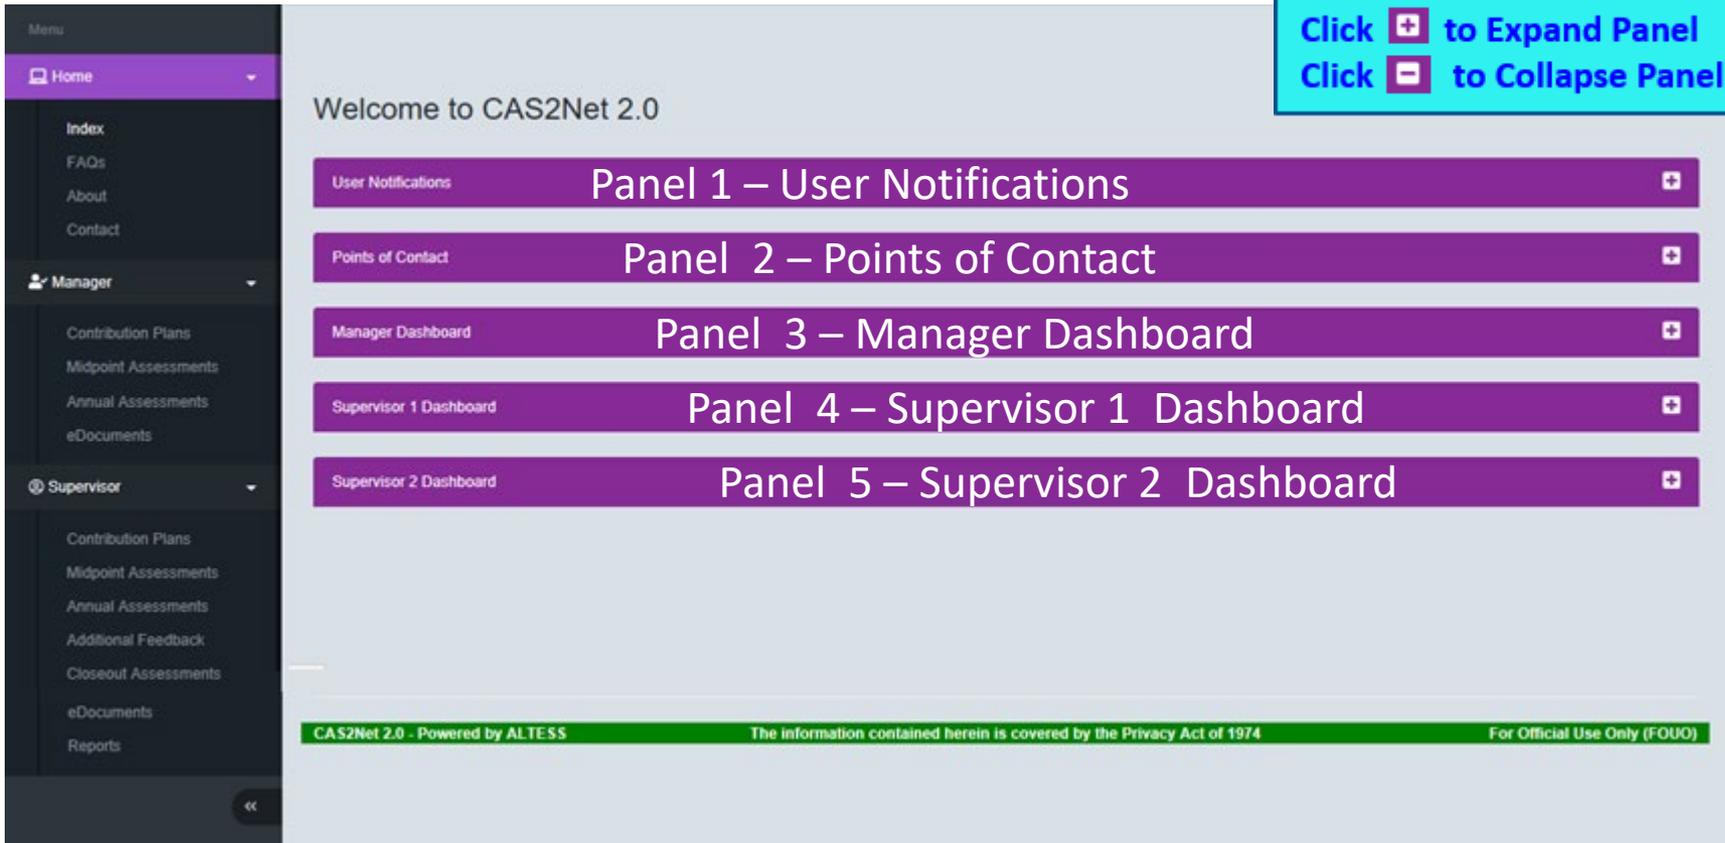 Menu
Home
Index
FAQs
About
Contact
Manager
Contribution Plans
Midpoint Assessments
Annual Assessments
eDocuments
Supervisor
Contribution Plans
Midpoint Assessments
Annual Assessments
Additional Feedback
Closeout Assessments
eDocuments
Reports
Click + to Expand Panel
Click - to Collapse Panel
Welcome to CAS2Net 2.0
User Notifications Panel 1 – User Notifications
Points of Contact Panel 2 – Points of Contact
Manager Dashboard Panel 3 – Manager Dashboard
Supervisor 1 Dashboard Panel 4 – Supervisor 1 Dashboard
Supervisor 2 Dashboard Panel 5 – Supervisor 2 Dashboard
CAS2Net 2.0 - Powered by ALTESS The information contained herein is covered by the Privacy Act of 1974 For Official Use Only (FOUO)